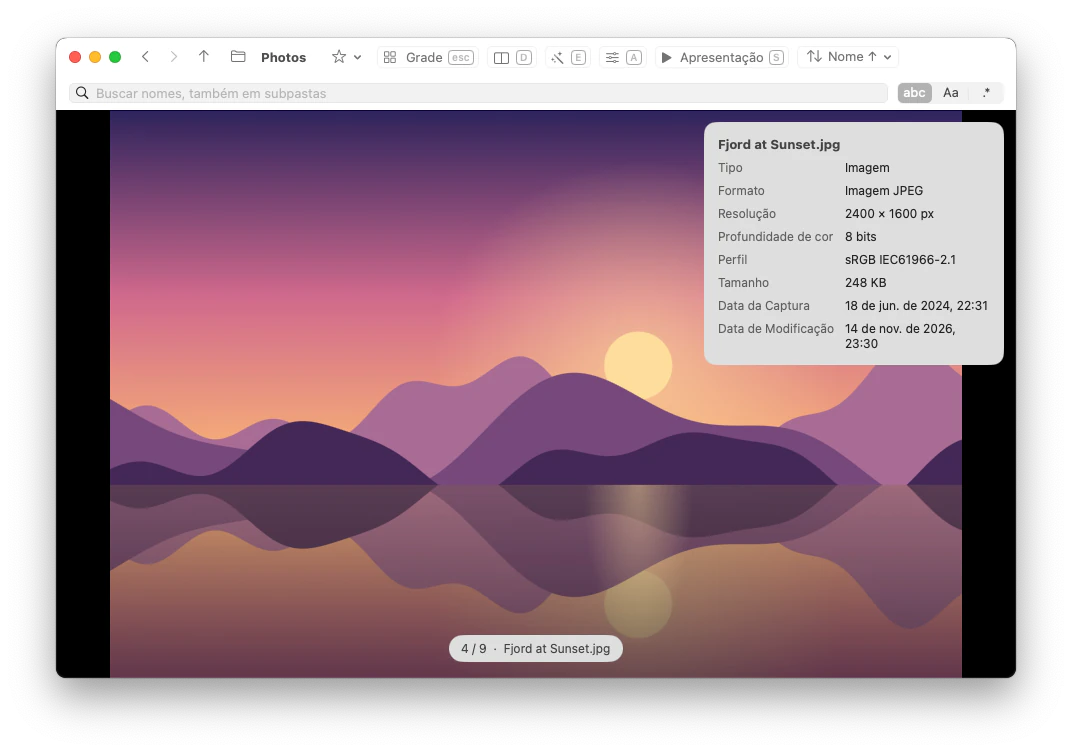 Photos
Grade esc
D
E
A
Apresentação S
Nome
Buscar nomes, também em subpastas
abc
Aa
.*
Fjord at Sunset.jpg
Tipo Imagem
Formato Imagem JPEG
Resolução 2400 × 1600 px
Profundidade de cor 8 bits
Perfil sRGB IEC61966-2.1
Tamanho 248 KB
Data da Captura 18 de jun. de 2024, 22:31
Data de Modificação 14 de nov. de 2026,
23:30
4 / 9 · Fjord at Sunset.jpg